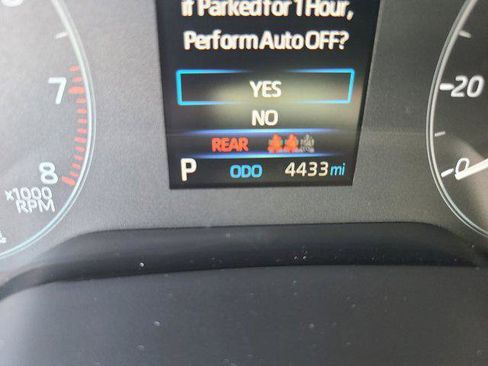 if Parked for 1 Hour,
Perform Auto OFF?
YES
NO
REAR
P ODO 4433 mi
7
8
x1000
RPM
20
0